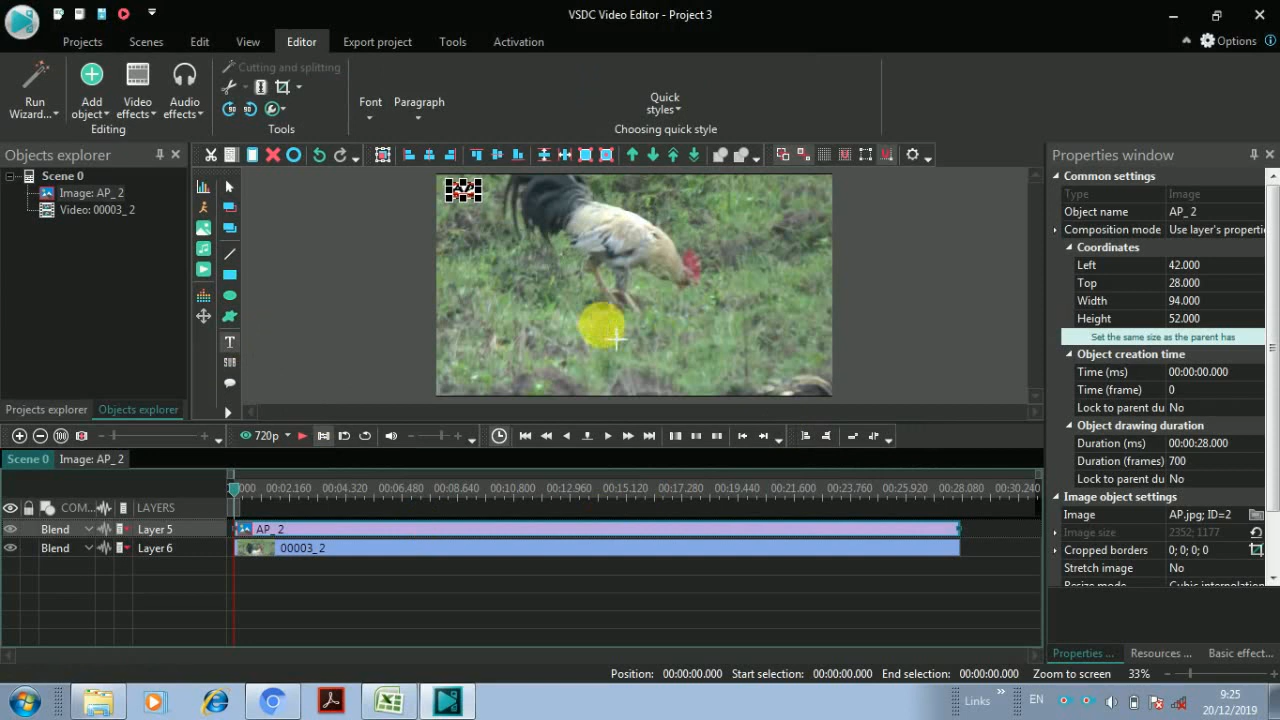 VSDC Video Editor - Project 3
Projects
Scenes
Edit
View
Editor
Export project
Tools
Activation
Options
Run
Wizard...
Add
object
Video
effects
Audio
effects
Editing
Cutting and splitting
Tools
Font
Paragraph
Quick
styles
Choosing quick style
Objects explorer
Scene 0
Image: AP_2
Video: 00003_2
Projects explorer
Objects explorer
Properties window
Common settings
Type Image
Object name AP_ 2
Composition mode Use layer's properti
Coordinates
Left 42.000
Top 28.000
Width 94.000
Height 52.000
Set the same size as the parent has
Object creation time
Time (ms) 00:00:00.000
Time (frame) 0
Lock to parent du No
Object drawing duration
Duration (ms) 00:00:28.000
Duration (frames) 700
Lock to parent du No
Image object settings
Image AP.jpg; ID=2
Image size 2352; 1177
Cropped borders 0; 0; 0; 0
Stretch image No
Resize mode Cubic interpolation
Properties ...
Resources ...
Basic effect...
720p
Scene 0
Image: AP_ 2
000 00:02.160 00:04.320 00:06.480 00:08.640 00:10.800 00:12.960 00:15.120 00:17.280 00:19.440 00:21.600 00:23.760 00:25.920 00:28.080 00:30.240
COM...
LAYERS
Blend
Layer 5
AP_ 2
Blend
Layer 6
00003_2
Position: 00:00:00.000
Start selection: 00:00:00.000
End selection: 00:00:00.000
Zoom to screen 33%
Links
EN
9:25
20/12/2019